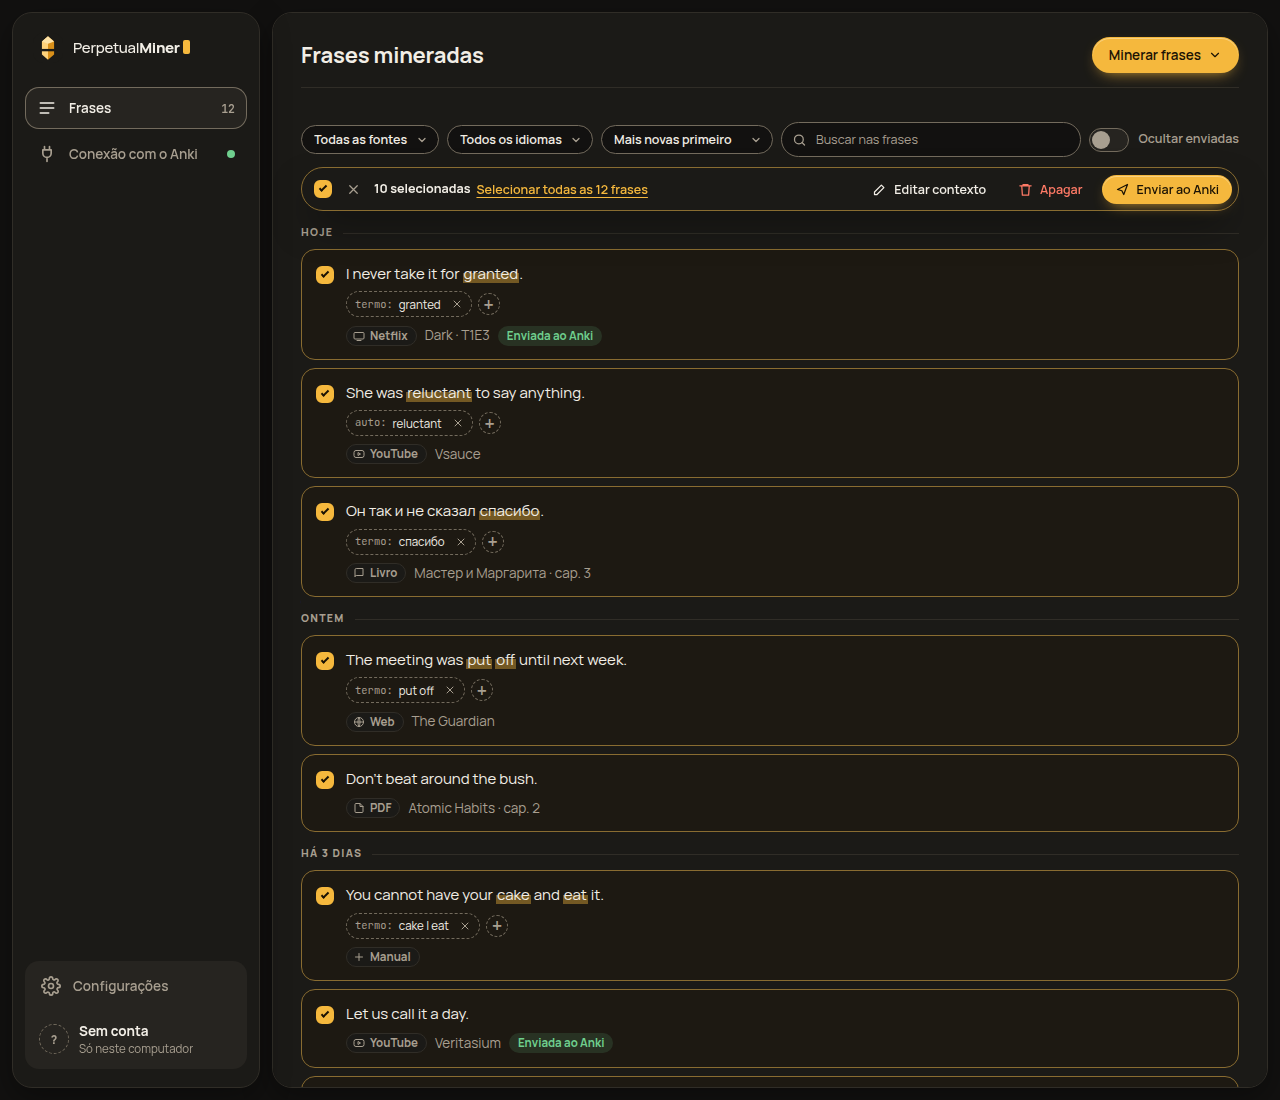 PerpetualMiner
Frases 12
Conexão com o Anki
Configurações
?
Sem conta
Só neste computador
Frases mineradas
Minerar frases
Todas as fontes
Todos os idiomas
Mais novas primeiro
Buscar nas frases
Ocultar enviadas
10 selecionadas Selecionar todas as 12 frases
Editar contexto
Apagar
Enviar ao Anki
HOJE
I never take it for granted.
termo: granted
Netflix Dark · T1E3 Enviada ao Anki
She was reluctant to say anything.
auto: reluctant
YouTube Vsauce
Он так и не сказал спасибо.
termo: спасибо
Livro Мастер и Маргарита · cap. 3
ONTEM
The meeting was put off until next week.
termo: put off
Web The Guardian
Don't beat around the bush.
PDF Atomic Habits · cap. 2
HÁ 3 DIAS
You cannot have your cake and eat it.
termo: cake | eat
Manual
Let us call it a day.
YouTube Veritasium Enviada ao Anki